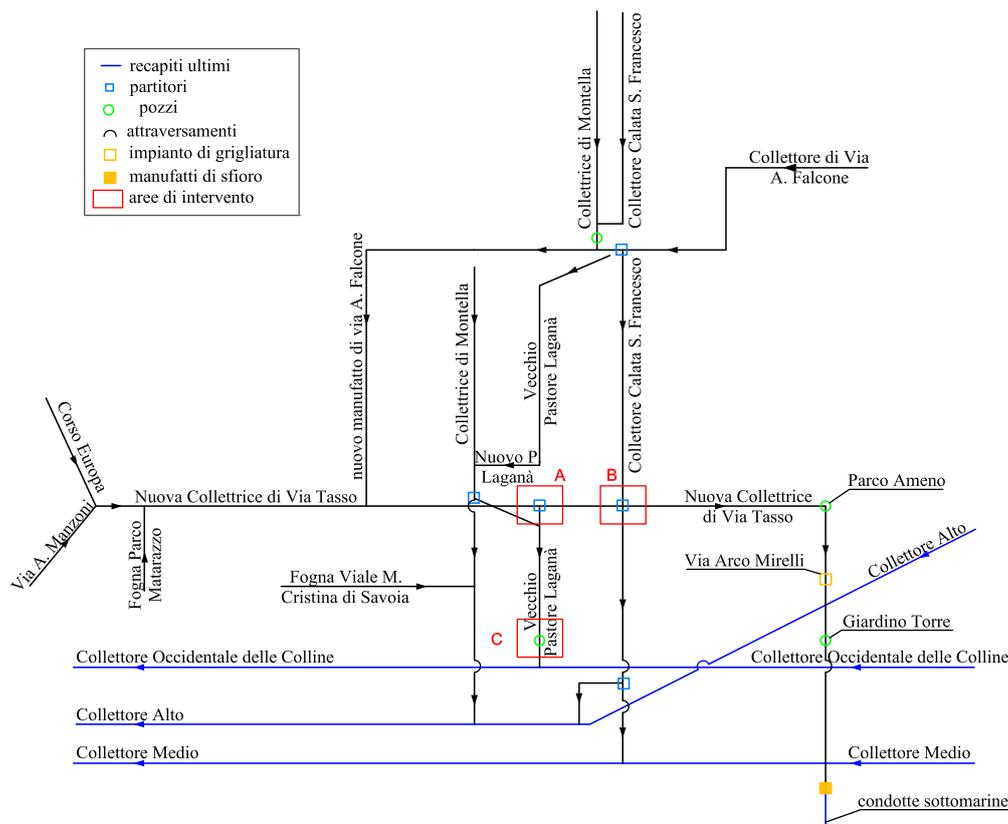 recapiti ultimi
partitori
pozzi
attraversamenti
impianto di grigliatura
manufatti di sfioro
aree di intervento
Collettrice di Montella
Collettore Calata S. Francesco
Collettore di Via
A. Falcone
nuovo manufatto di via A. Falcone
Collettrice di Montella
Vecchio
Pastore Laganà
Collettore Calata S. Francesco
Corso Europa
Via A. Manzoni
Nuova Collettrice di Via Tasso
Fogna Parco
Matarazzo
Nuovo P.
Laganà
A
B
Nuova Collettrice
di Via Tasso
Parco Ameno
Collettore Alto
Via Arco Mirelli
Fogna Viale M.
Cristina di Savoia
Vecchio
Pastore Laganà
C
Giardino Torre
Collettore Occidentale delle Colline
Collettore Occidentale delle Colline
Collettore Alto
Collettore Medio
Collettore Medio
condotte sottomarine